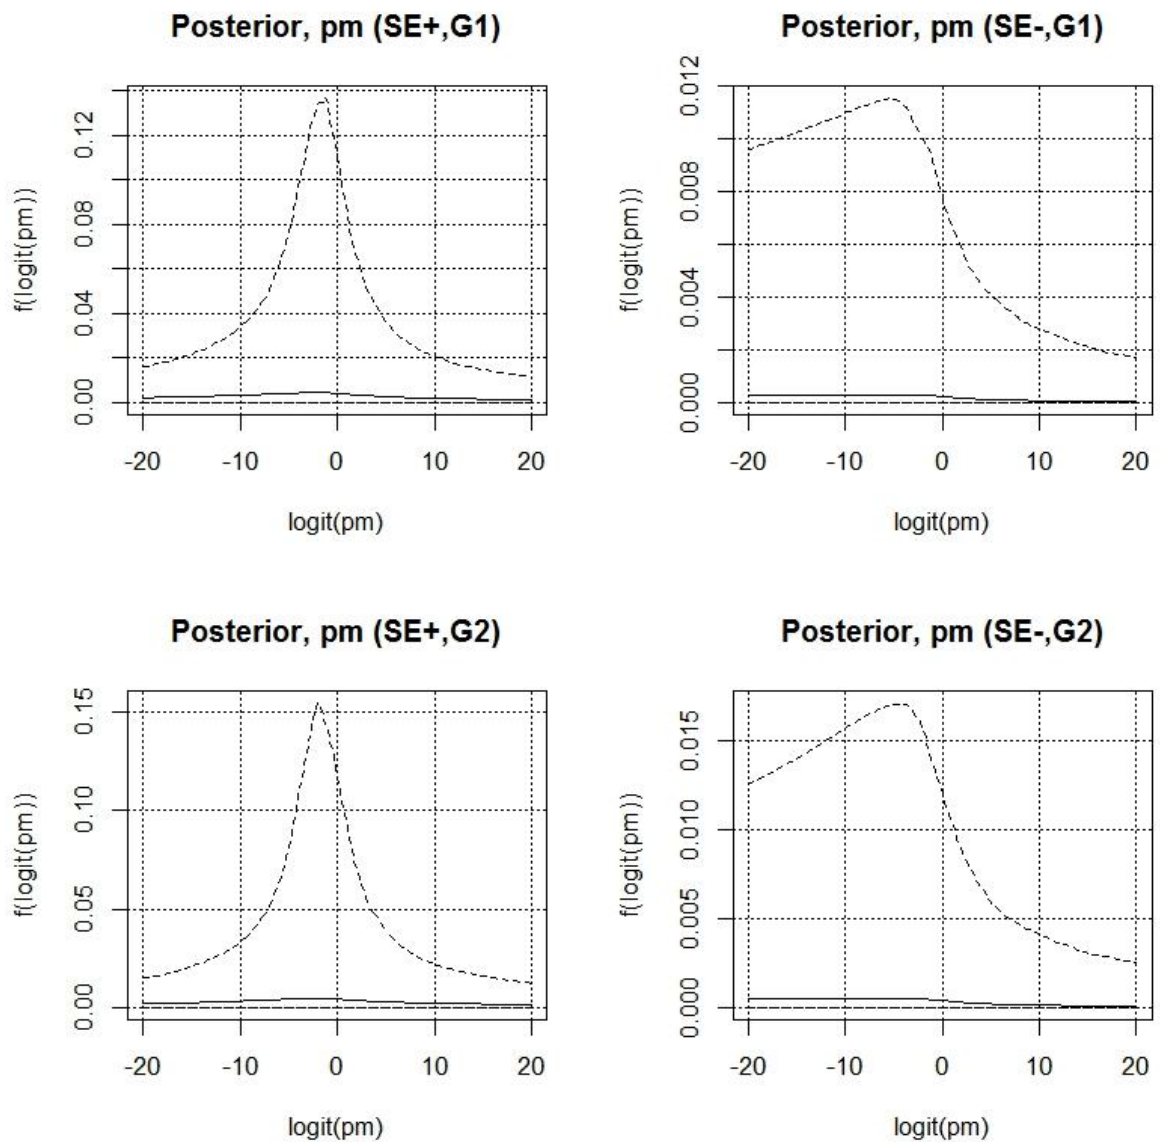 Posterior, pm (SE+,G1)
f(logit(pm))
0.00 0.04 0.08 0.12
-20 -10 0 10 20
logit(pm)
Posterior, pm (SE-,G1)
f(logit(pm))
0.000 0.004 0.008 0.012
-20 -10 0 10 20
logit(pm)
Posterior, pm (SE+,G2)
f(logit(pm))
0.00 0.05 0.10 0.15
-20 -10 0 10 20
logit(pm)
Posterior, pm (SE-,G2)
f(logit(pm))
0.000 0.005 0.010 0.015
-20 -10 0 10 20
logit(pm)